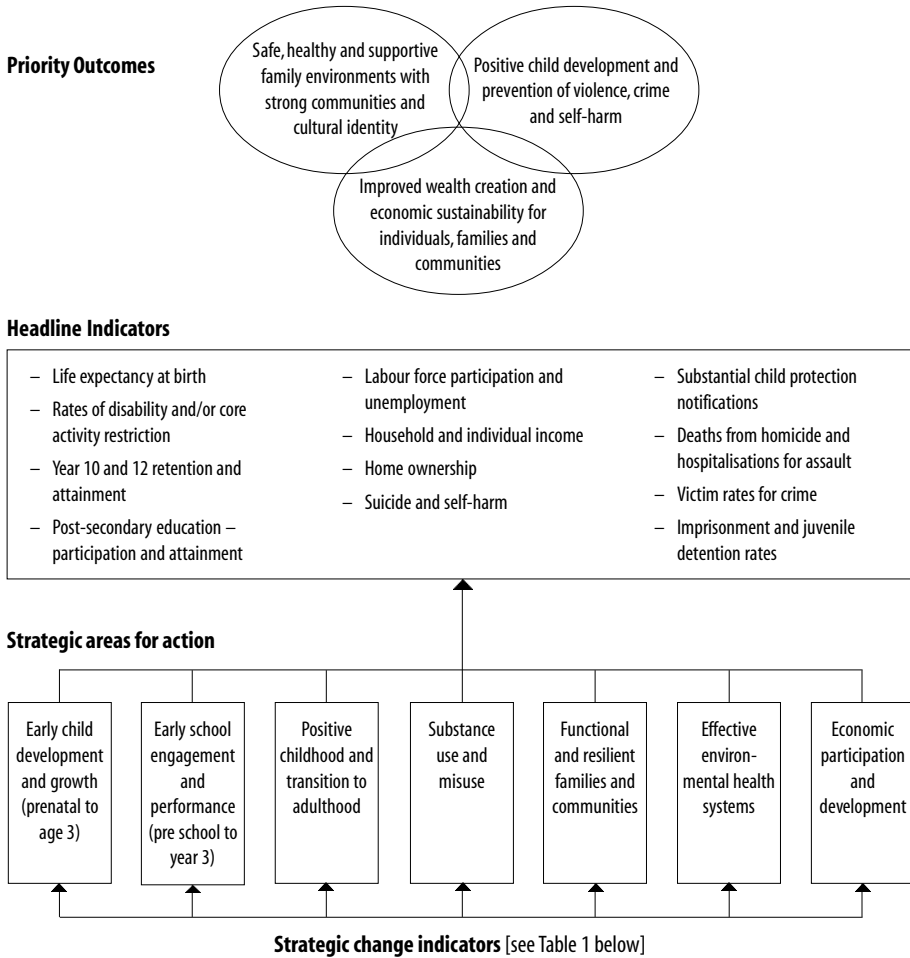 Priority Outcomes
Safe, healthy and supportive
family environments with
strong communities and
cultural identity
Positive child development and
prevention of violence, crime
and self-harm
Improved wealth creation and
economic sustainability for
individuals, families and
communities
Headline Indicators
– Life expectancy at birth
– Rates of disability and/or core
activity restriction
– Year 10 and 12 retention and
attainment
– Post-secondary education –
participation and attainment
– Labour force participation and
unemployment
– Household and individual income
– Home ownership
– Suicide and self-harm
– Substantial child protection
notifications
– Deaths from homicide and
hospitalisations for assault
– Victim rates for crime
– Imprisonment and juvenile
detention rates
Strategic areas for action
Early child
development
and growth
(prenatal to
age 3)
Early school
engagement
and
performance
(pre school to
year 3)
Positive
childhood and
transition to
adulthood
Substance
use and
misuse
Functional
and resilient
families and
communities
Effective
environ-
mental health
systems
Economic
participation
and
development
Strategic change indicators [see Table 1 below]